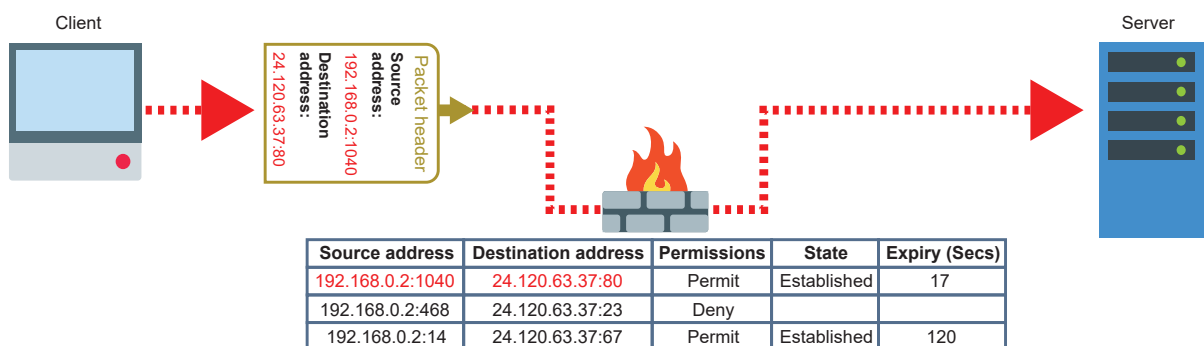 Client
Server
Packet header
Source
address:
192.168.0.2:1040
Destination
address:
24.120.63.37:80
Source address Destination address Permissions State Expiry (Secs)
192.168.0.2:1040 24.120.63.37:80 Permit Established 17
192.168.0.2:468 24.120.63.37:23 Deny
192.168.0.2:14 24.120.63.37:67 Permit Established 120